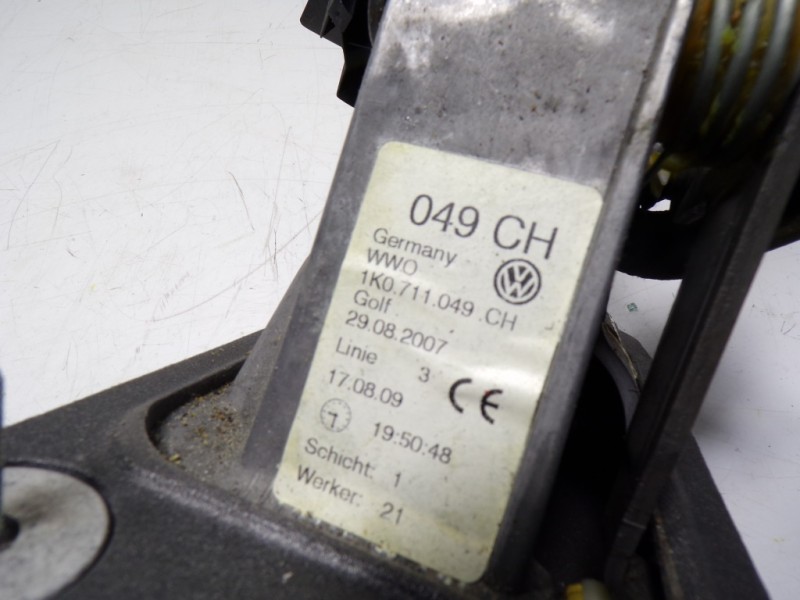 049 CH
Germany
WWO
1K0.711.049 .CH
Golf
29.08.2007
Linie 3
17.08.09 CE
19:50:48
Schicht: 1
Werker: 21